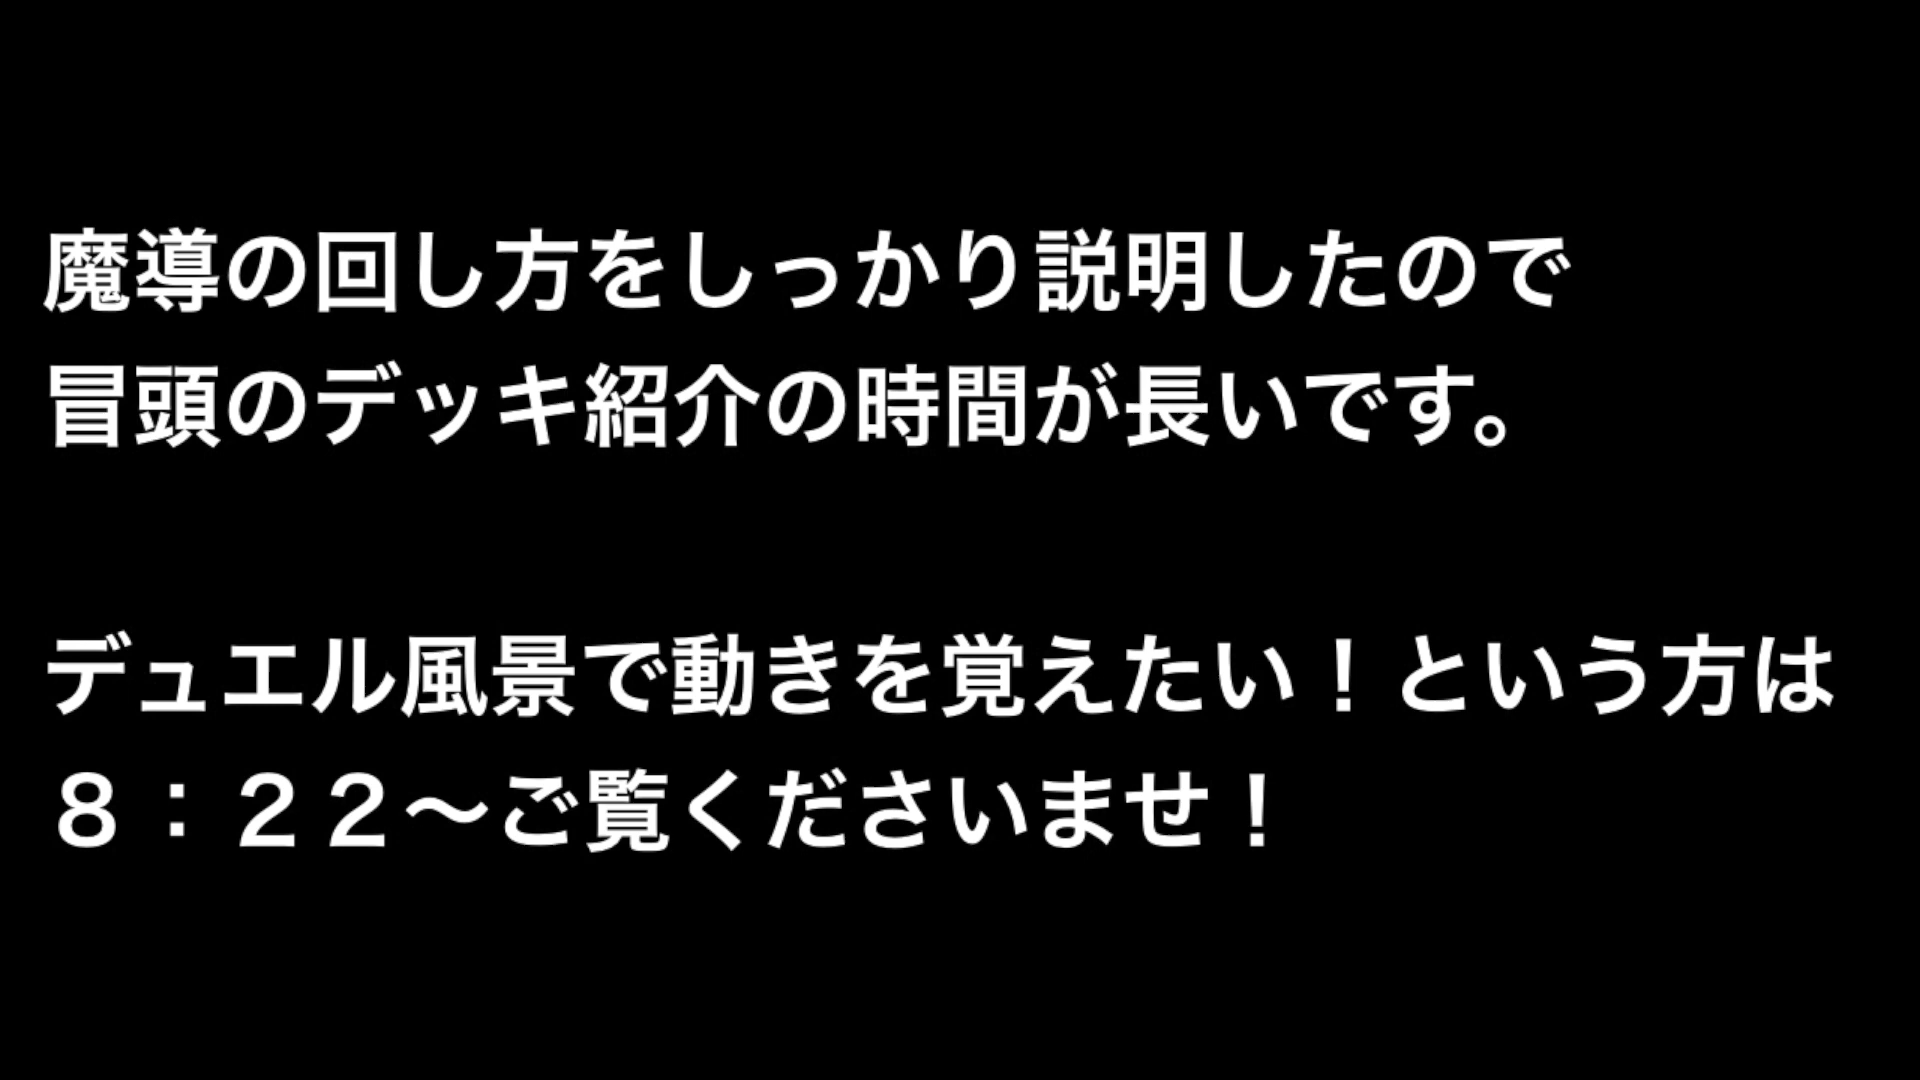 魔導の回し方をしっかり説明したので
冒頭のデッキ紹介の時間が長いです。
デュエル風景で動きを覚えたい！という方は
８：２２〜ご覧くださいませ！